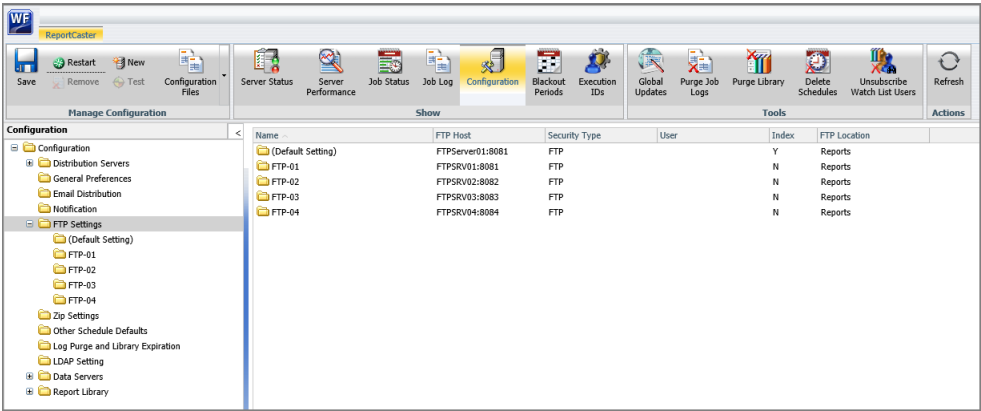 WF
ReportCaster
Save
Restart
New
Remove
Test
Configuration
Files
Server Status
Server
Performance
Job Status
Job Log
Configuration
Blackout
Periods
Execution
IDs
Global
Updates
Purge Job
Logs
Purge Library
Delete
Schedules
Unsubscribe
Watch List Users
Refresh
Manage Configuration
Show
Tools
Actions
Configuration
<
Name
FTP Host
Security Type
User
Index
FTP Location
Configuration
Distribution Servers
General Preferences
Email Distribution
Notification
FTP Settings
(Default Setting)
FTP-01
FTP-02
FTP-03
FTP-04
Zip Settings
Other Schedule Defaults
Log Purge and Library Expiration
LDAP Setting
Data Servers
Report Library
(Default Setting) FTPServer01:8081 FTP Y Reports
FTP-01 FTPSRV01:8081 FTP N Reports
FTP-02 FTPSRV02:8082 FTP N Reports
FTP-03 FTPSRV03:8083 FTP N Reports
FTP-04 FTPSRV04:8084 FTP N Reports